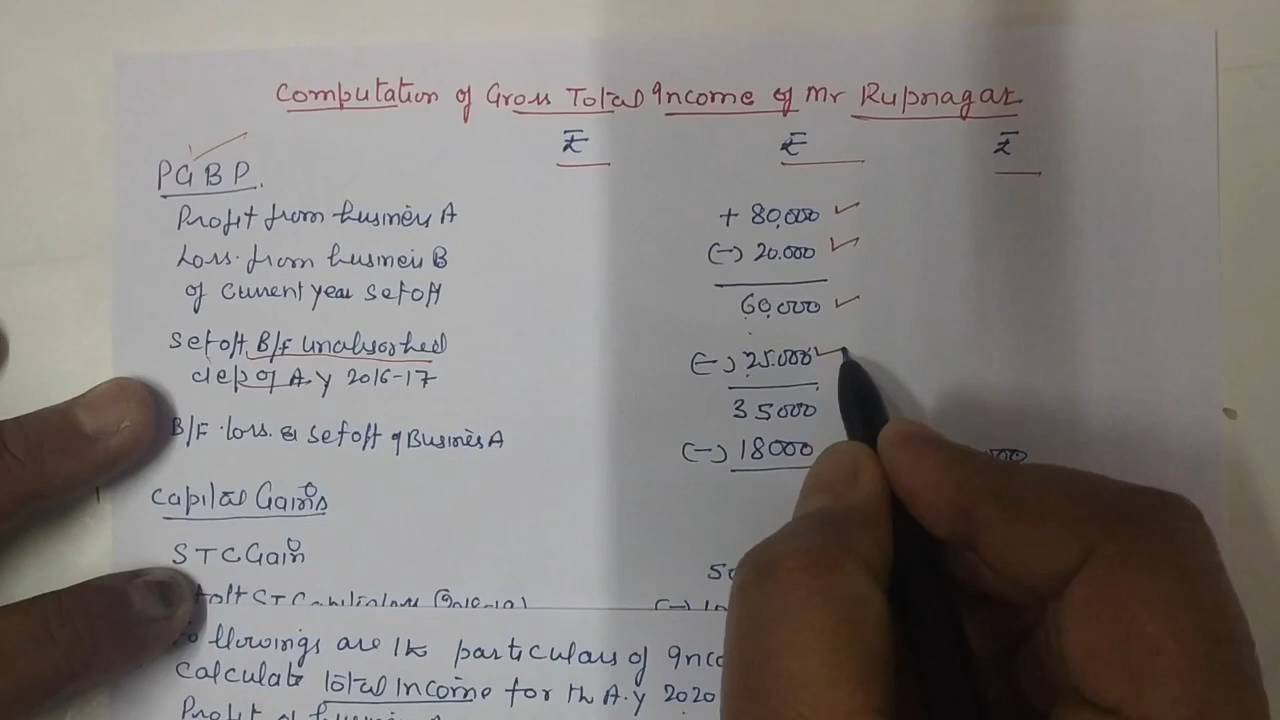 Computation of Gross Total Income of Mr Rupnagar
₹ ₹ ₹
PGBP.
Profit from business A + 80,000
Loss from business B (-) 20.000
of Current year setoff
60,000
Setoff B/f unabsorbed (-) 25.000
dep of A.Y 2016-17
35000
B/F loss & setoff of Business A (-) 18000
Capital Gains
STC Gain
are the particulars of
Calculate Total Income for the A.Y 2020
Profit of